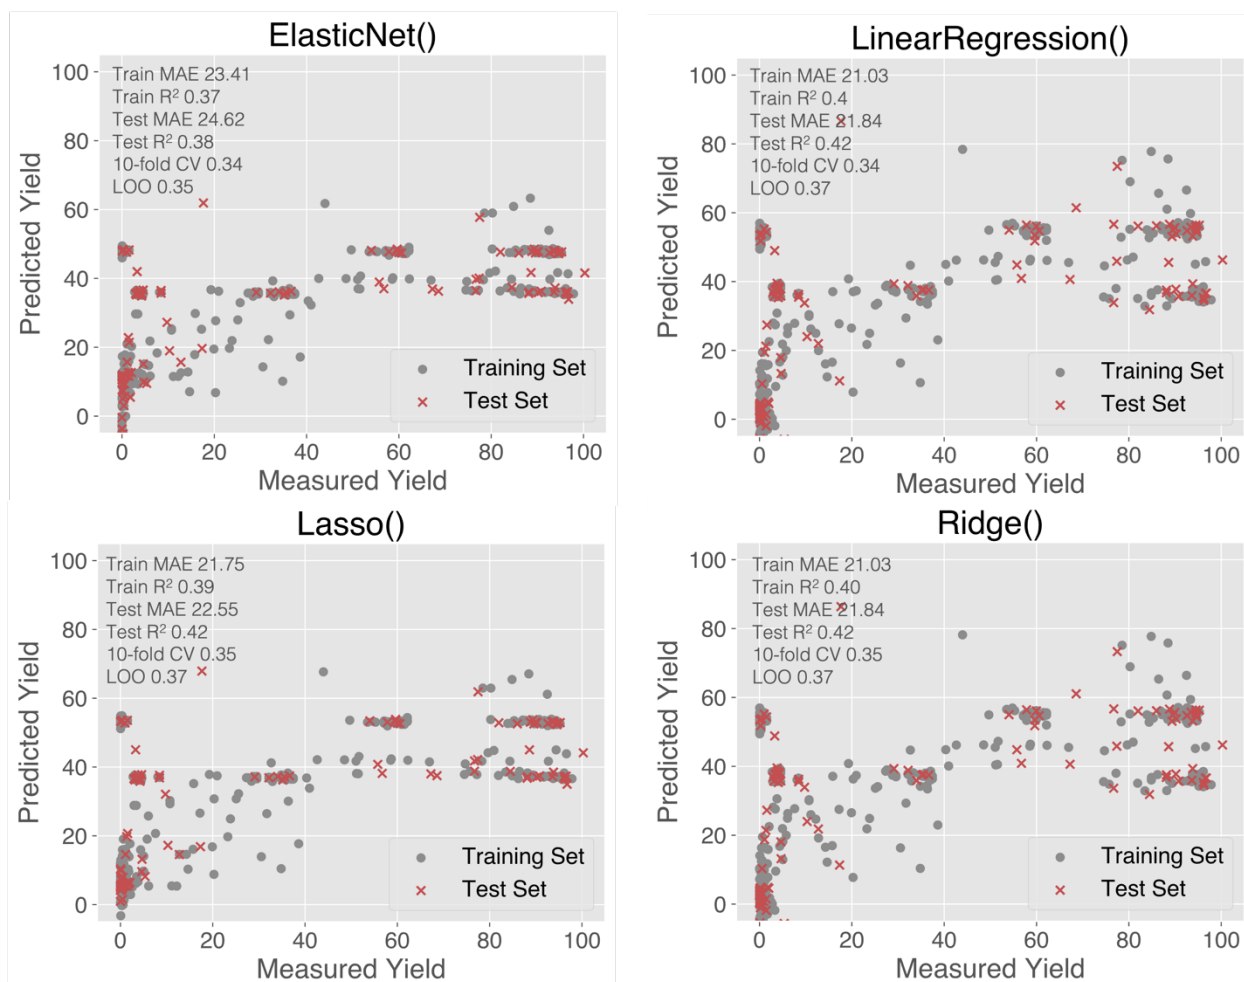 ElasticNet()
Train MAE 23.41
Train R² 0.37
Test MAE 24.62
Test R² 0.38
10-fold CV 0.34
LOO 0.35
100
80
60
40
20
0
Predicted Yield
Training Set
Test Set
0 20 40 60 80 100
Measured Yield
LinearRegression()
Train MAE 21.03
Train R² 0.4
Test MAE 21.84
Test R² 0.42
10-fold CV 0.34
LOO 0.37
100
80
60
40
20
0
Predicted Yield
Training Set
Test Set
0 20 40 60 80 100
Measured Yield
Lasso()
Train MAE 21.75
Train R² 0.39
Test MAE 22.55
Test R² 0.42
10-fold CV 0.35
LOO 0.37
100
80
60
40
20
0
Predicted Yield
Training Set
Test Set
0 20 40 60 80 100
Measured Yield
Ridge()
Train MAE 21.03
Train R² 0.40
Test MAE 21.84
Test R² 0.42
10-fold CV 0.35
LOO 0.37
100
80
60
40
20
0
Predicted Yield
Training Set
Test Set
0 20 40 60 80 100
Measured Yield